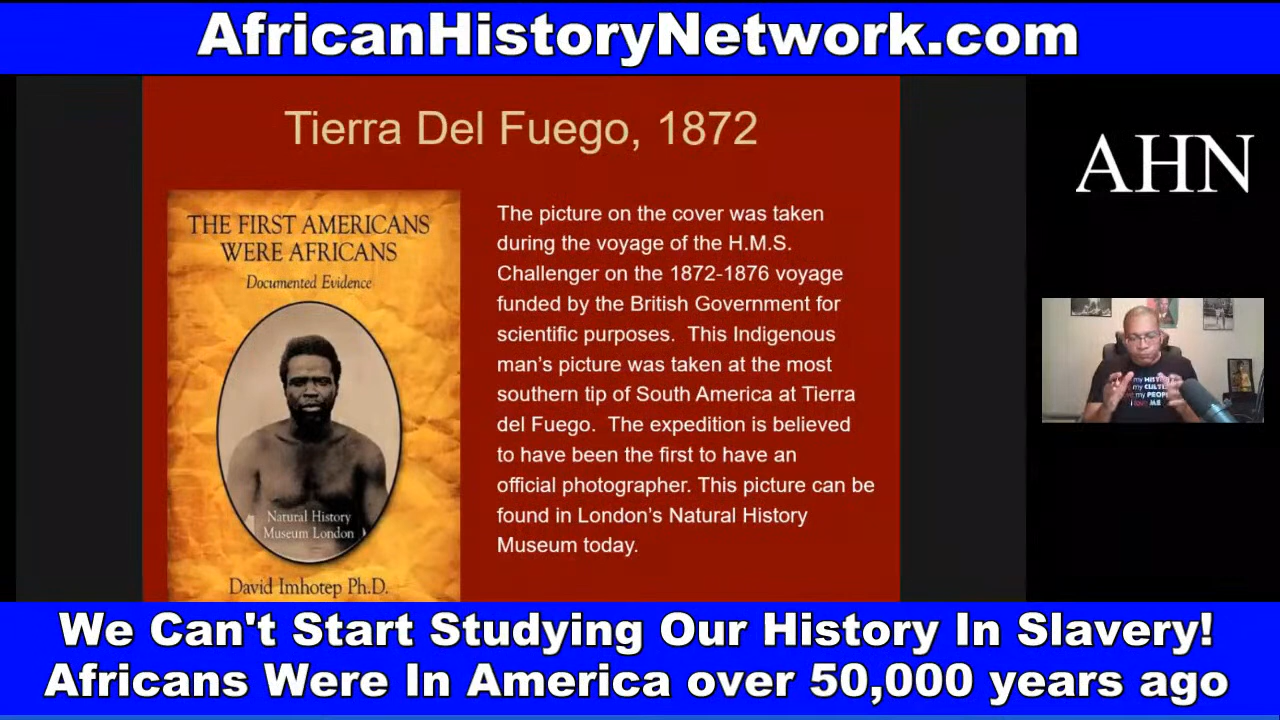 AfricanHistoryNetwork.com
Tierra Del Fuego, 1872
THE FIRST AMERICANS
WERE AFRICANS
Documented Evidence
Natural History
Museum London
David Imhotep Ph.D.
The picture on the cover was taken
during the voyage of the H.M.S.
Challenger on the 1872-1876 voyage
funded by the British Government for
scientific purposes. This Indigenous
man's picture was taken at the most
southern tip of South America at Tierra
del Fuego. The expedition is believed
to have been the first to have an
official photographer. This picture can be
found in London's Natural History
Museum today.
AHN
We Can't Start Studying Our History In Slavery!
Africans Were In America over 50,000 years ago